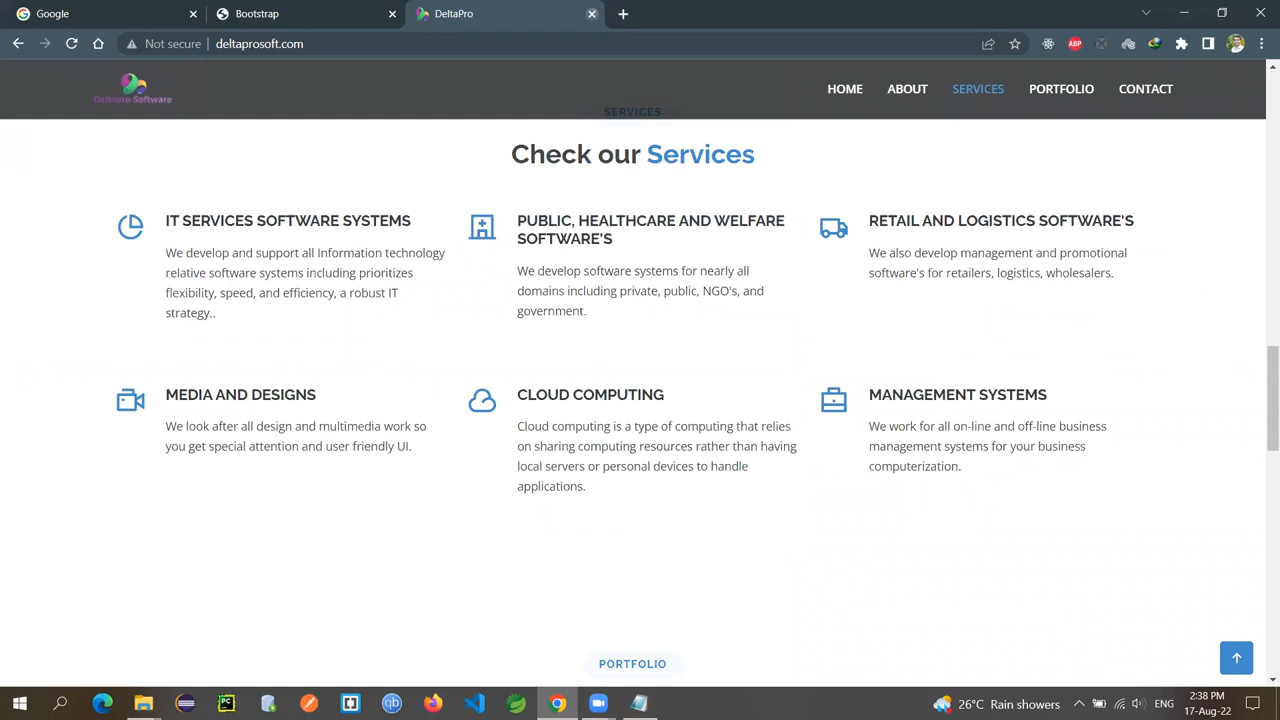 Google
Bootstrap
DeltaPro
Not secure
deltaprosoft.com
ABP
Deltapro Software
HOME
ABOUT
SERVICES
PORTFOLIO
CONTACT
SERVICES
Check our Services
IT SERVICES SOFTWARE SYSTEMS
We develop and support all Information technology
relative software systems including prioritizes
flexibility, speed, and efficiency, a robust IT
strategy..
PUBLIC, HEALTHCARE AND WELFARE
SOFTWARE'S
We develop software systems for nearly all
domains including private, public, NGO's, and
government.
RETAIL AND LOGISTICS SOFTWARE'S
We also develop management and promotional
software's for retailers, logistics, wholesalers.
MEDIA AND DESIGNS
We look after all design and multimedia work so
you get special attention and user friendly UI.
CLOUD COMPUTING
Cloud computing is a type of computing that relies
on sharing computing resources rather than having
local servers or personal devices to handle
applications.
MANAGEMENT SYSTEMS
We work for all on-line and off-line business
management systems for your business
computerization.
PORTFOLIO
PC
qb
26°C Rain showers
ENG
2:38 PM
17-Aug-22